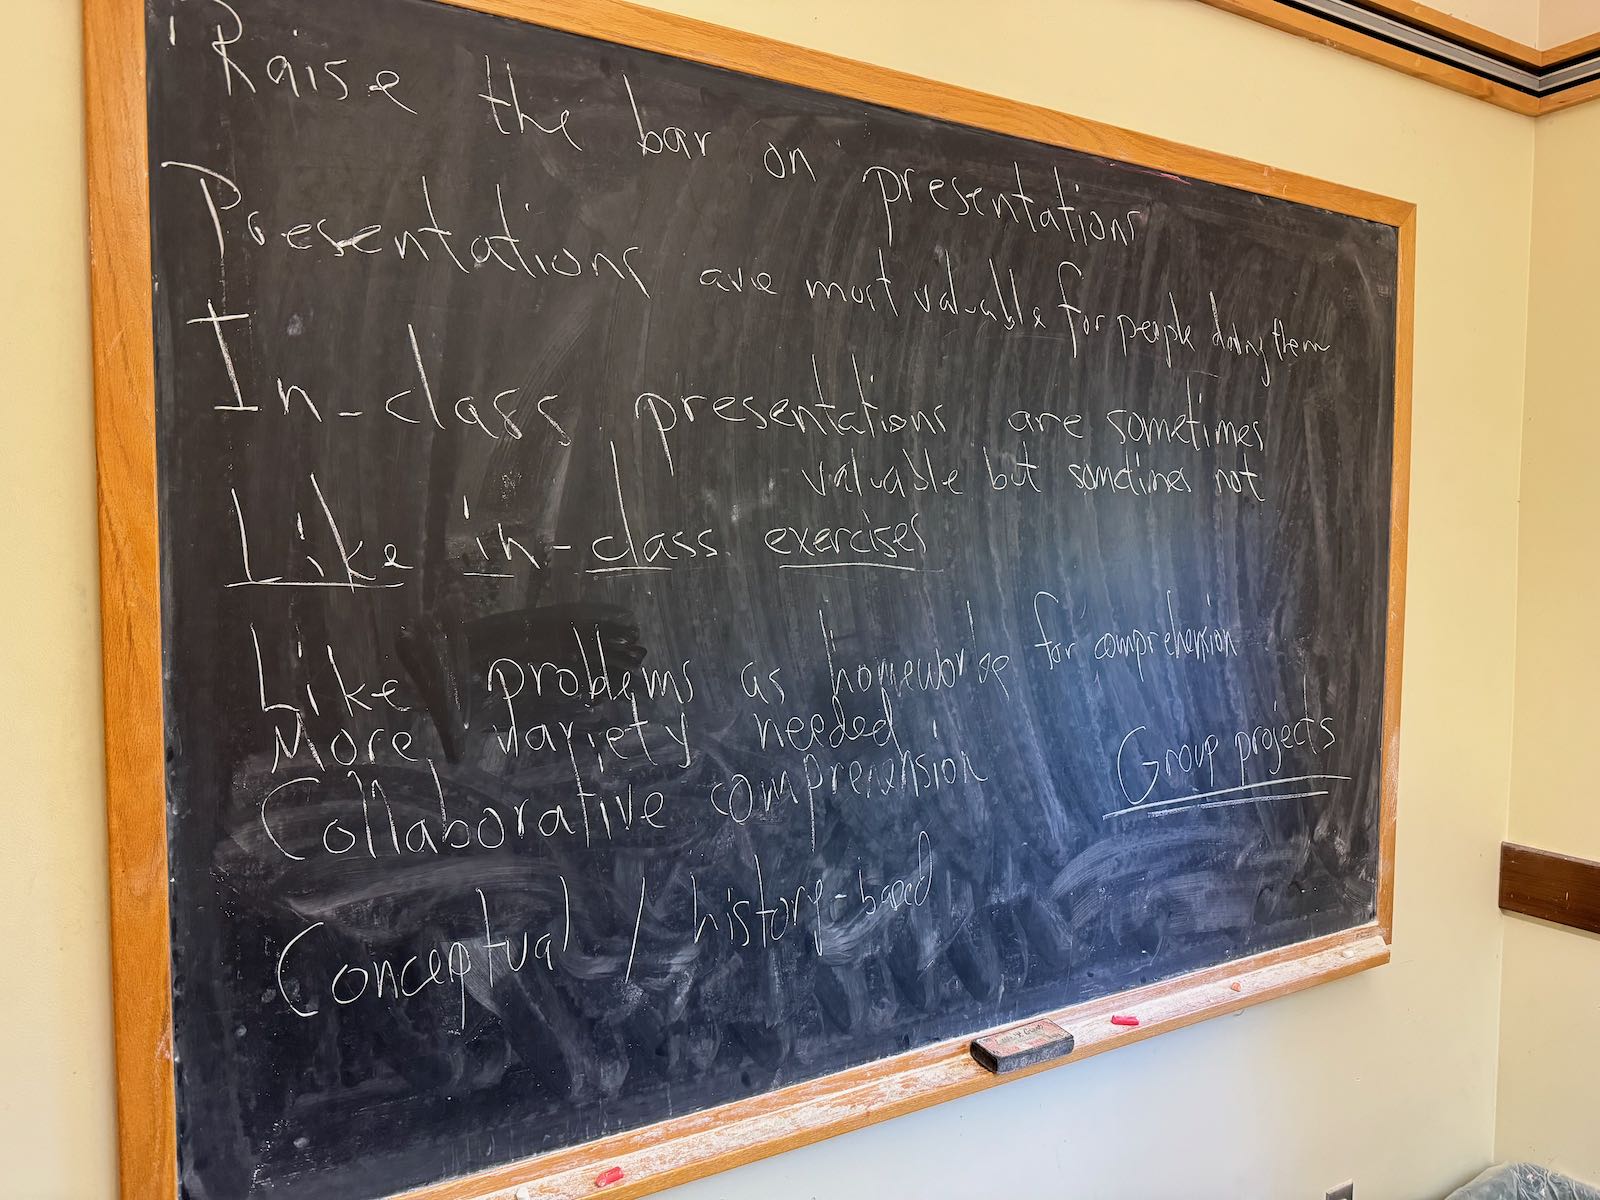 Raise the bar on presentations
Presentations are most valuable for people doing them
In-class presentations are sometimes
valuable but sometimes not
Like in-class exercises
Like problems as homework for comprehension
More variety needed
Collaborative comprehension
Group projects
Conceptual / history-based